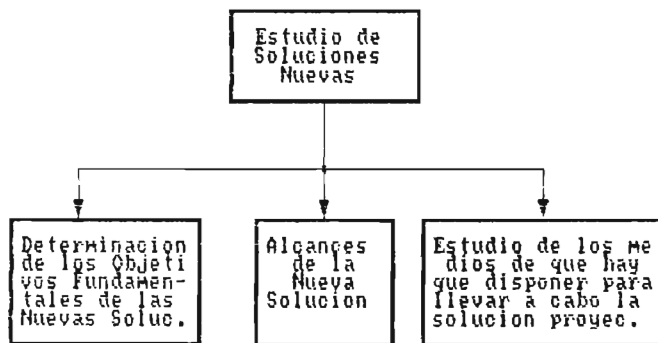 Estudio de
Soluciones
Nuevas
Determinacion
de los Objeti
vos Fundamen-
tales de las
Nuevas Soluc.
Alcances
de la
Nueva
Solucion
Estudio de los me
dios de que hay
que disponer para
llevar a cabo la
solucion proyec.